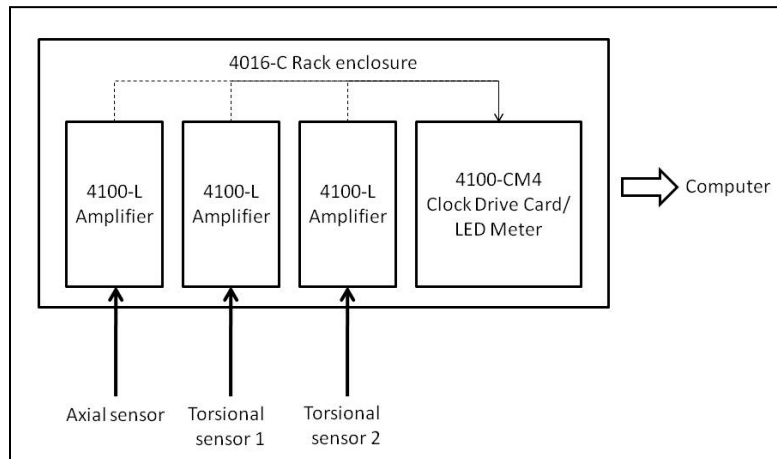 4016-C Rack enclosure
4100-L
Amplifier
4100-L
Amplifier
4100-L
Amplifier
4100-CM4
Clock Drive Card/
LED Meter
Computer
Axial sensor
Torsional
sensor 1
Torsional
sensor 2